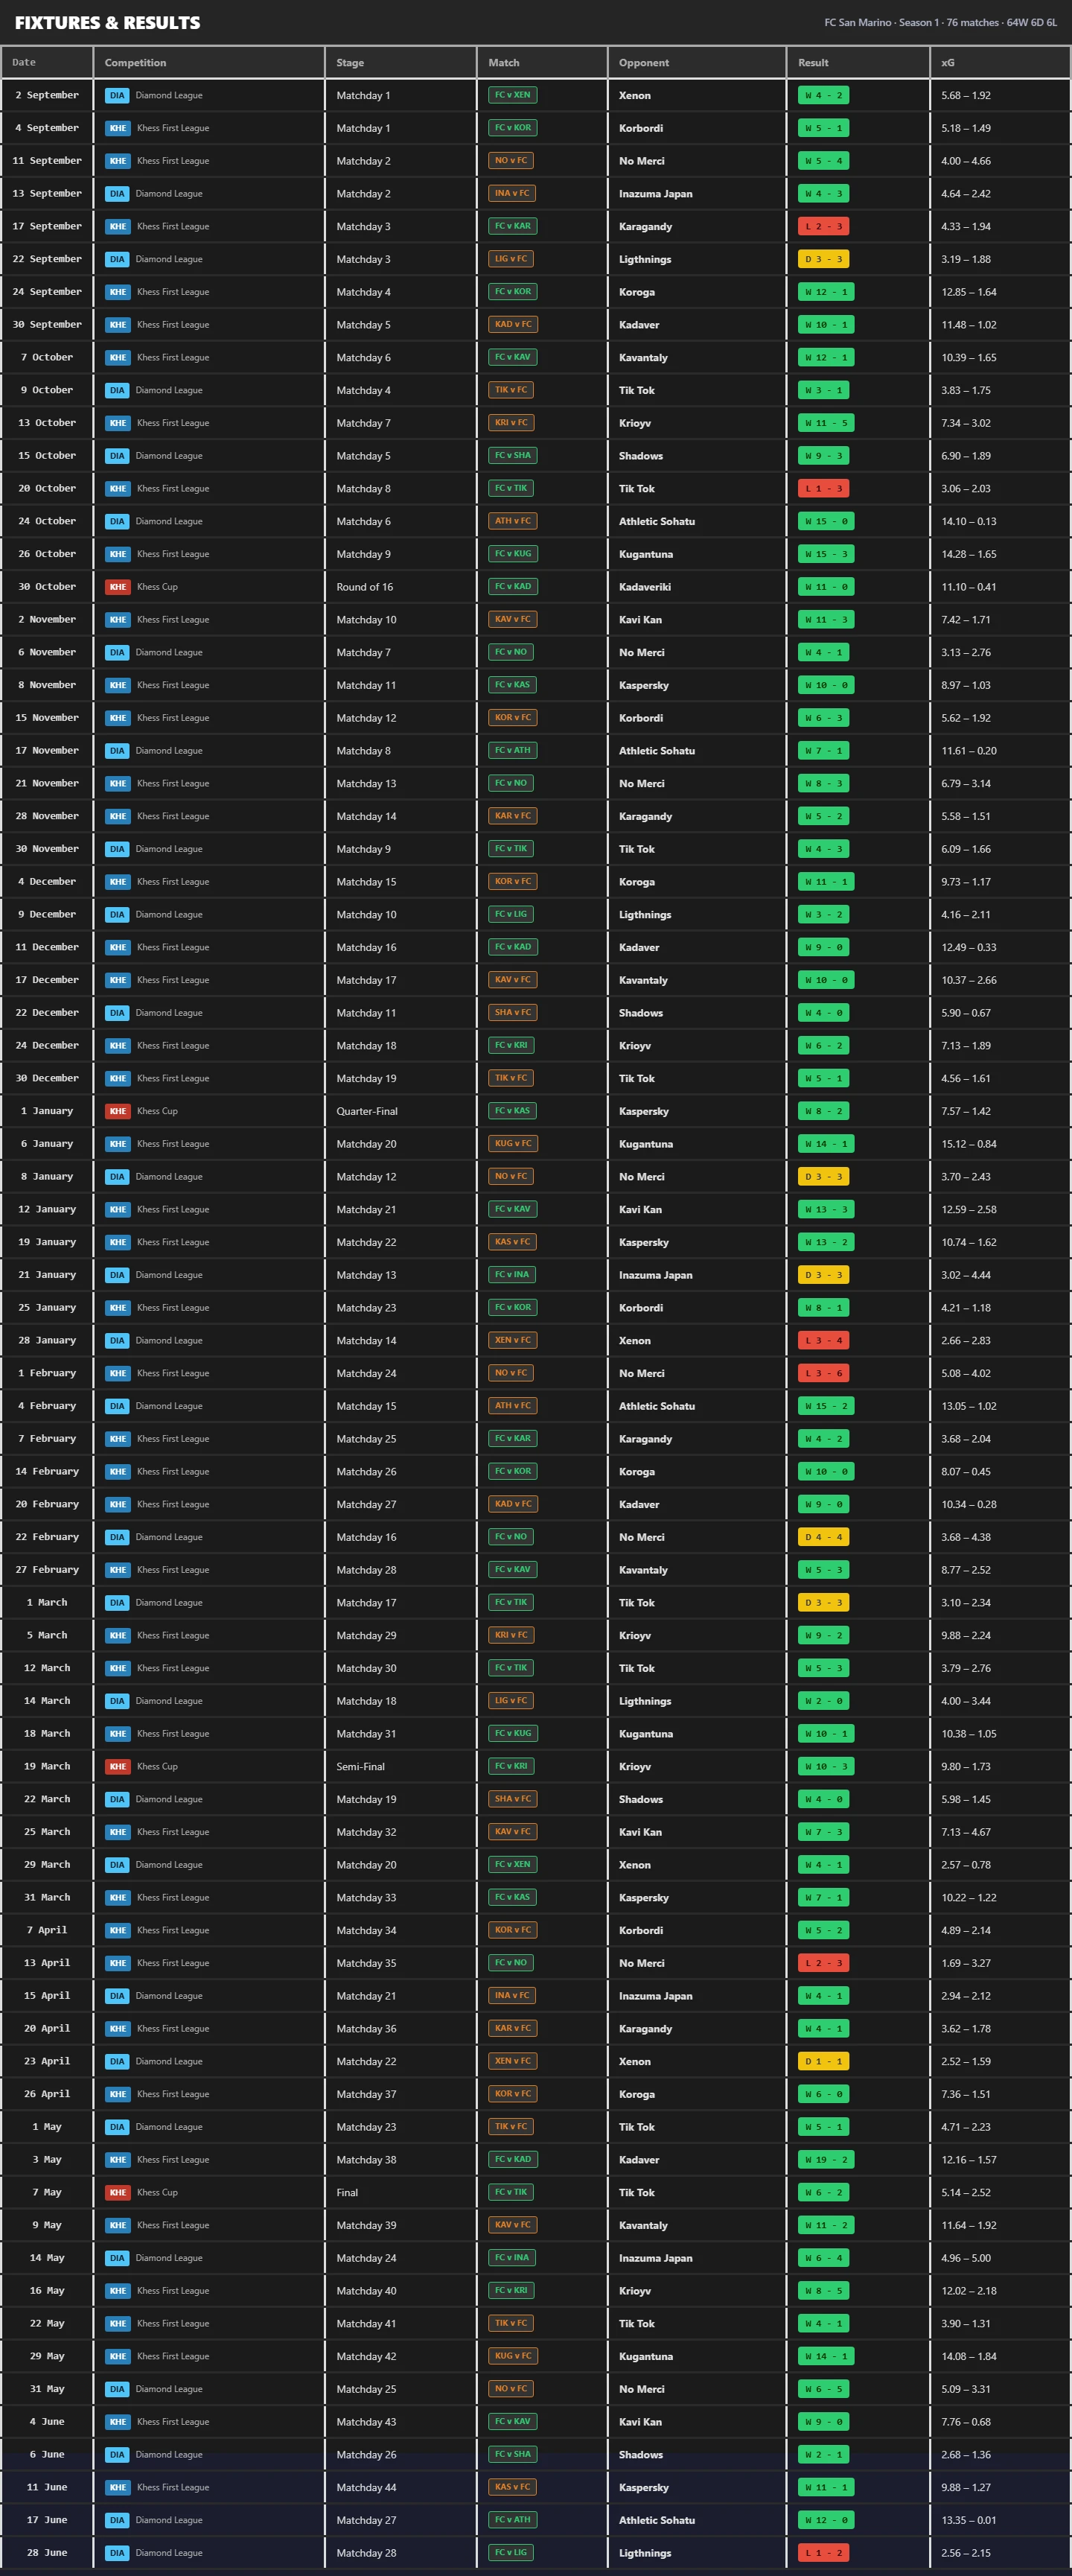 FIXTURES & RESULTS
FC San Marino · Season 1 · 76 matches · 64W 6D 6L
Date Competition Stage Match Opponent Result xG
2 September DIA Diamond League Matchday 1 FC v XEN Xenon W 4 - 2 5.68 – 1.92
4 September KHE Khess First League Matchday 1 FC v KOR Korbordi W 5 - 1 5.18 – 1.49
11 September KHE Khess First League Matchday 2 NO v FC No Merci W 5 - 4 4.00 – 4.66
13 September DIA Diamond League Matchday 2 INA v FC Inazuma Japan W 4 - 3 4.64 – 2.42
17 September KHE Khess First League Matchday 3 FC v KAR Karagandy L 2 - 3 4.33 – 1.94
22 September DIA Diamond League Matchday 3 LIG v FC Ligthnings D 3 - 3 3.19 – 1.88
24 September KHE Khess First League Matchday 4 FC v KOR Koroga W 12 - 1 12.85 – 1.64
30 September KHE Khess First League Matchday 5 KAD v FC Kadaver W 10 - 1 11.48 – 1.02
7 October KHE Khess First League Matchday 6 FC v KAV Kavantaly W 12 - 1 10.39 – 1.65
9 October DIA Diamond League Matchday 4 TIK v FC Tik Tok W 3 - 1 3.83 – 1.75
13 October KHE Khess First League Matchday 7 KRI v FC Krioyv W 11 - 5 7.34 – 3.02
15 October DIA Diamond League Matchday 5 FC v SHA Shadows W 9 - 3 6.90 – 1.89
20 October KHE Khess First League Matchday 8 FC v TIK Tik Tok L 1 - 3 3.06 – 2.03
24 October DIA Diamond League Matchday 6 ATH v FC Athletic Sohatu W 15 - 0 14.10 – 0.13
26 October KHE Khess First League Matchday 9 FC v KUG Kugantuna W 15 - 3 14.28 – 1.65
30 October KHE Khess Cup Round of 16 FC v KAD Kadaveriki W 11 - 0 11.10 – 0.41
2 November KHE Khess First League Matchday 10 KAV v FC Kavi Kan W 11 - 3 7.42 – 1.71
6 November DIA Diamond League Matchday 7 FC v NO No Merci W 4 - 1 3.13 – 2.76
8 November KHE Khess First League Matchday 11 FC v KAS Kaspersky W 10 - 0 8.97 – 1.03
15 November KHE Khess First League Matchday 12 KOR v FC Korbordi W 6 - 3 5.62 – 1.92
17 November DIA Diamond League Matchday 8 FC v ATH Athletic Sohatu W 7 - 1 11.61 – 0.20
21 November KHE Khess First League Matchday 13 FC v NO No Merci W 8 - 3 6.79 – 3.14
28 November KHE Khess First League Matchday 14 KAR v FC Karagandy W 5 - 2 5.58 – 1.51
30 November DIA Diamond League Matchday 9 FC v TIK Tik Tok W 4 - 3 6.09 – 1.66
4 December KHE Khess First League Matchday 15 KOR v FC Koroga W 11 - 1 9.73 – 1.17
9 December DIA Diamond League Matchday 10 FC v LIG Ligthnings W 3 - 2 4.16 – 2.11
11 December KHE Khess First League Matchday 16 FC v KAD Kadaver W 9 - 0 12.49 – 0.33
17 December KHE Khess First League Matchday 17 KAV v FC Kavantaly W 10 - 0 10.37 – 2.66
22 December DIA Diamond League Matchday 11 SHA v FC Shadows W 4 - 0 5.90 – 0.67
24 December KHE Khess First League Matchday 18 FC v KRI Krioyv W 6 - 2 7.13 – 1.89
30 December KHE Khess First League Matchday 19 TIK v FC Tik Tok W 5 - 1 4.56 – 1.61
1 January KHE Khess Cup Quarter-Final FC v KAS Kaspersky W 8 - 2 7.57 – 1.42
6 January KHE Khess First League Matchday 20 KUG v FC Kugantuna W 14 - 1 15.12 – 0.84
8 January DIA Diamond League Matchday 12 NO v FC No Merci D 3 - 3 3.70 – 2.43
12 January KHE Khess First League Matchday 21 FC v KAV Kavi Kan W 13 - 3 12.59 – 2.58
19 January KHE Khess First League Matchday 22 KAS v FC Kaspersky W 13 - 2 10.74 – 1.62
21 January DIA Diamond League Matchday 13 FC v INA Inazuma Japan D 3 - 3 3.02 – 4.44
25 January KHE Khess First League Matchday 23 FC v KOR Korbordi W 8 - 1 4.21 – 1.18
28 January DIA Diamond League Matchday 14 XEN v FC Xenon L 3 - 4 2.66 – 2.83
1 February KHE Khess First League Matchday 24 NO v FC No Merci L 3 - 6 5.08 – 4.02
4 February DIA Diamond League Matchday 15 ATH v FC Athletic Sohatu W 15 - 2 13.05 – 1.02
7 February KHE Khess First League Matchday 25 FC v KAR Karagandy W 4 - 2 3.68 – 2.04
14 February KHE Khess First League Matchday 26 FC v KOR Koroga W 10 - 0 8.07 – 0.45
20 February KHE Khess First League Matchday 27 KAD v FC Kadaver W 9 - 0 10.34 – 0.28
22 February DIA Diamond League Matchday 16 FC v NO No Merci D 4 - 4 3.68 – 4.38
27 February KHE Khess First League Matchday 28 FC v KAV Kavantaly W 5 - 3 8.77 – 2.52
1 March DIA Diamond League Matchday 17 FC v TIK Tik Tok D 3 - 3 3.10 – 2.34
5 March KHE Khess First League Matchday 29 KRI v FC Krioyv W 9 - 2 9.88 – 2.24
12 March KHE Khess First League Matchday 30 FC v TIK Tik Tok W 5 - 3 3.79 – 2.76
14 March DIA Diamond League Matchday 18 LIG v FC Ligthnings W 2 - 0 4.00 – 3.44
18 March KHE Khess First League Matchday 31 FC v KUG Kugantuna W 10 - 1 10.38 – 1.05
19 March KHE Khess Cup Semi-Final FC v KRI Krioyv W 10 - 3 9.80 – 1.73
22 March DIA Diamond League Matchday 19 SHA v FC Shadows W 4 - 0 5.98 – 1.45
25 March KHE Khess First League Matchday 32 KAV v FC Kavi Kan W 7 - 3 7.13 – 4.67
29 March DIA Diamond League Matchday 20 FC v XEN Xenon W 4 - 1 2.57 – 0.78
31 March KHE Khess First League Matchday 33 FC v KAS Kaspersky W 7 - 1 10.22 – 1.22
7 April KHE Khess First League Matchday 34 KOR v FC Korbordi W 5 - 2 4.89 – 2.14
13 April KHE Khess First League Matchday 35 FC v NO No Merci L 2 - 3 1.69 – 3.27
15 April DIA Diamond League Matchday 21 INA v FC Inazuma Japan W 4 - 1 2.94 – 2.12
20 April KHE Khess First League Matchday 36 KAR v FC Karagandy W 4 - 1 3.62 – 1.78
23 April DIA Diamond League Matchday 22 XEN v FC Xenon D 1 - 1 2.52 – 1.59
26 April KHE Khess First League Matchday 37 KOR v FC Koroga W 6 - 0 7.36 – 1.51
1 May DIA Diamond League Matchday 23 TIK v FC Tik Tok W 5 - 1 4.71 – 2.23
3 May KHE Khess First League Matchday 38 FC v KAD Kadaver W 19 - 2 12.16 – 1.57
7 May KHE Khess Cup Final FC v TIK Tik Tok W 6 - 2 5.14 – 2.52
9 May KHE Khess First League Matchday 39 KAV v FC Kavantaly W 11 - 2 11.64 – 1.92
14 May DIA Diamond League Matchday 24 FC v INA Inazuma Japan W 6 - 4 4.96 – 5.00
16 May KHE Khess First League Matchday 40 FC v KRI Krioyv W 8 - 5 12.02 – 2.18
22 May KHE Khess First League Matchday 41 TIK v FC Tik Tok W 4 - 1 3.90 – 1.31
29 May KHE Khess First League Matchday 42 KUG v FC Kugantuna W 14 - 1 14.08 – 1.84
31 May DIA Diamond League Matchday 25 NO v FC No Merci W 6 - 5 5.09 – 3.31
4 June KHE Khess First League Matchday 43 FC v KAV Kavi Kan W 9 - 0 7.76 – 0.68
6 June DIA Diamond League Matchday 26 FC v SHA Shadows W 2 - 1 2.68 – 1.36
11 June KHE Khess First League Matchday 44 KAS v FC Kaspersky W 11 - 1 9.88 – 1.27
17 June DIA Diamond League Matchday 27 FC v ATH Athletic Sohatu W 12 - 0 13.35 – 0.01
28 June DIA Diamond League Matchday 28 FC v LIG Ligthnings L 1 - 2 2.56 – 2.15